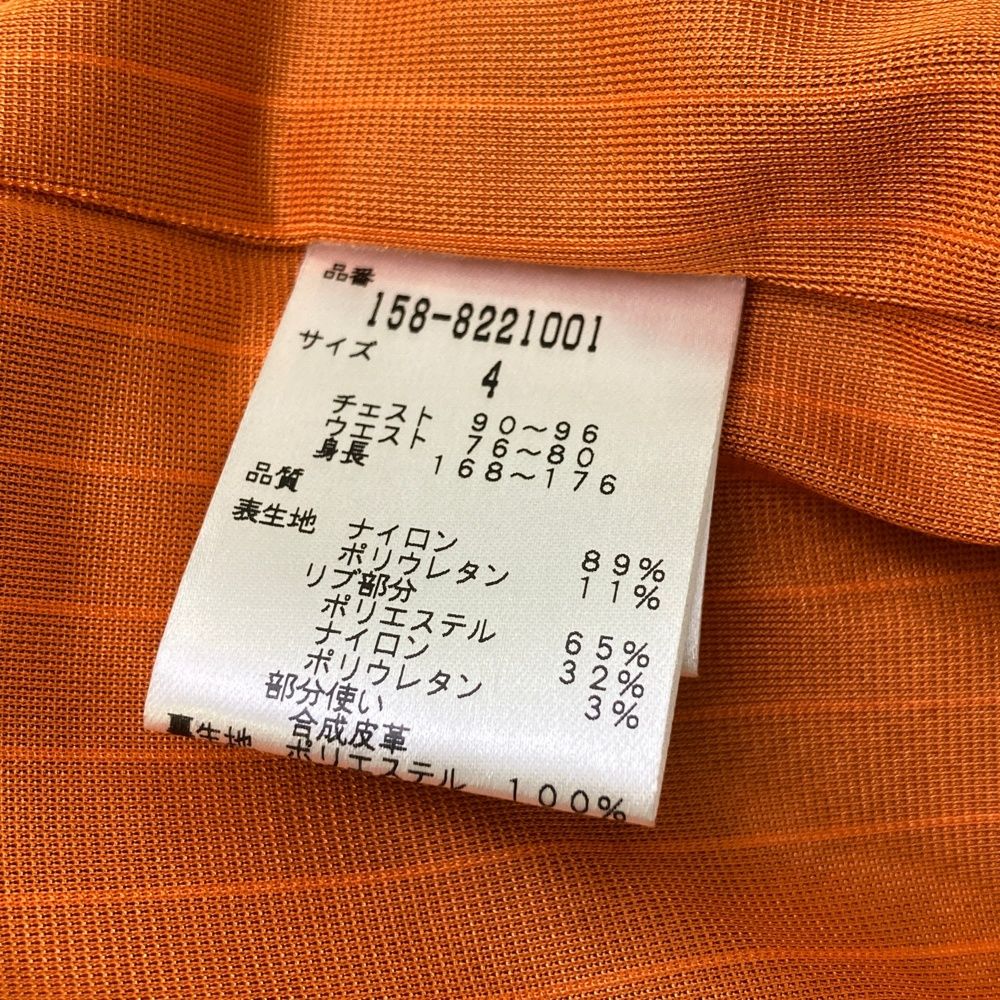 品番
158-8221001
サイズ
4
チェスト 90～96
ウエスト 76～80
身長 168～176
品質
表生地 ナイロン 89%
ポリウレタン 11%
リブ部分
ポリエステル 65%
ナイロン 32%
ポリウレタン 3%
部分使い
合成皮革
裏生地 ポリエステル 100%